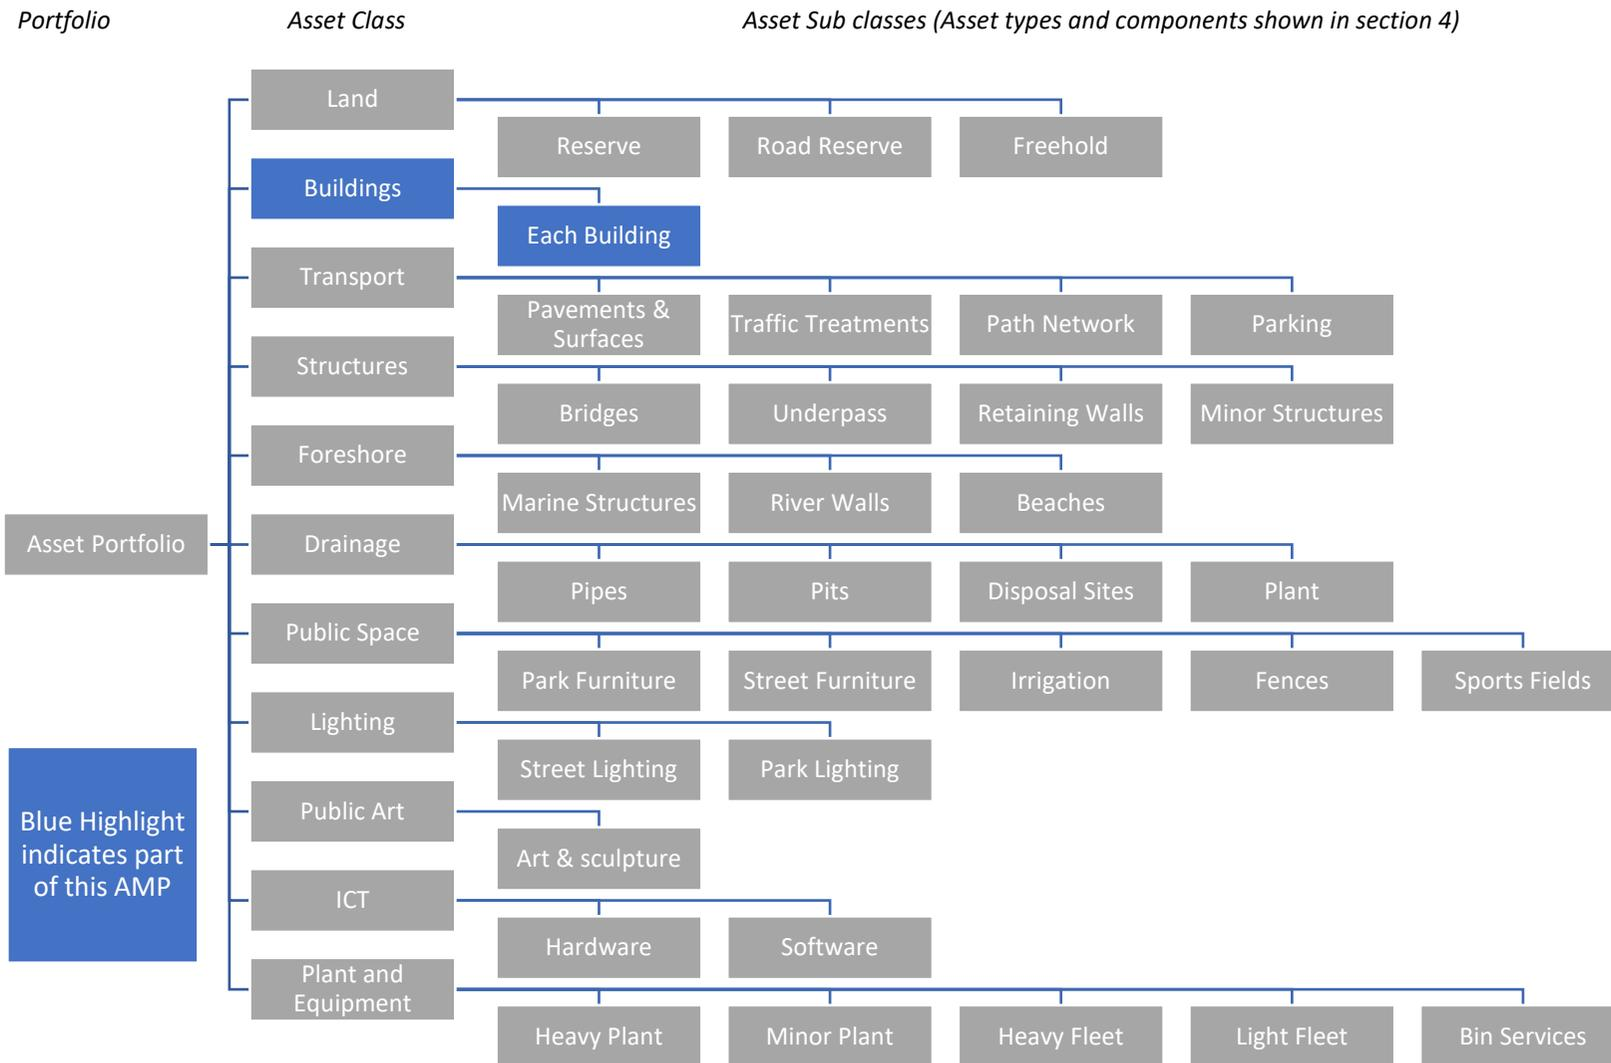 Portfolio
Asset Class
Asset Sub classes (Asset types and components shown in section 4)
Land
Reserve
Road Reserve
Freehold
Buildings
Each Building
Transport
Pavements &
Surfaces
Traffic Treatments
Path Network
Parking
Structures
Bridges
Underpass
Retaining Walls
Minor Structures
Foreshore
Marine Structures
River Walls
Beaches
Asset Portfolio
Drainage
Pipes
Pits
Disposal Sites
Plant
Public Space
Park Furniture
Street Furniture
Irrigation
Fences
Sports Fields
Lighting
Street Lighting
Park Lighting
Blue Highlight
indicates part
of this AMP
Public Art
Art & sculpture
ICT
Hardware
Software
Plant and
Equipment
Heavy Plant
Minor Plant
Heavy Fleet
Light Fleet
Bin Services